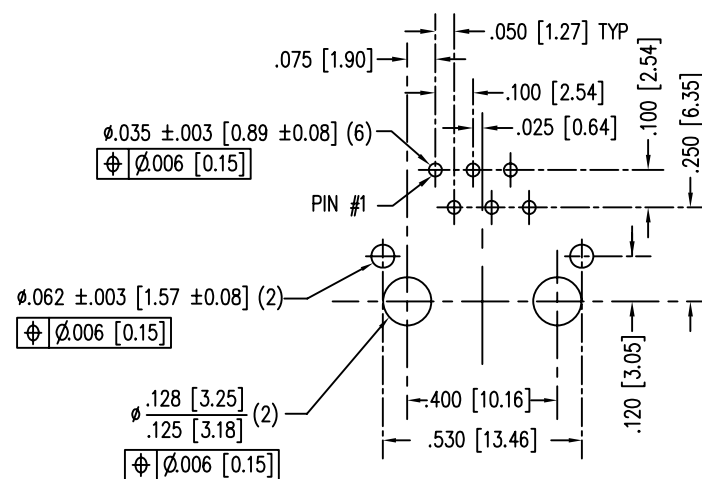 .050 [1.27] TYP
.075 [1.90]
.100 [2.54]
.100 [2.54]
.250 [6.35]
ø.035 ±.003 [0.89 ±0.08] (6)
.025 [0.64]
⌖ Ø.006 [0.15]
PIN #1
ø.062 ±.003 [1.57 ±0.08] (2)
⌖ Ø.006 [0.15]
.120 [3.05]
ø .128 [3.25]
.125 [3.18] (2)
.400 [10.16]
.530 [13.46]
⌖ Ø.006 [0.15]